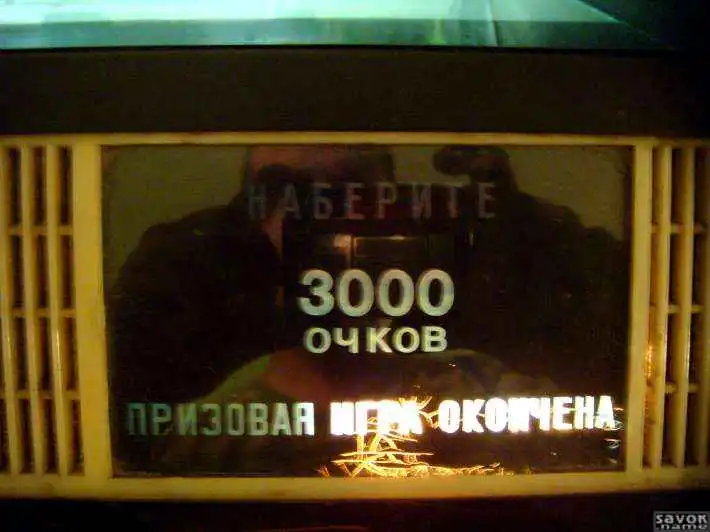 НАБЕРИТЕ
3000
ОЧКОВ
ПРИЗОВАЯ ИГРА ОКОНЧЕНА
savok
.name